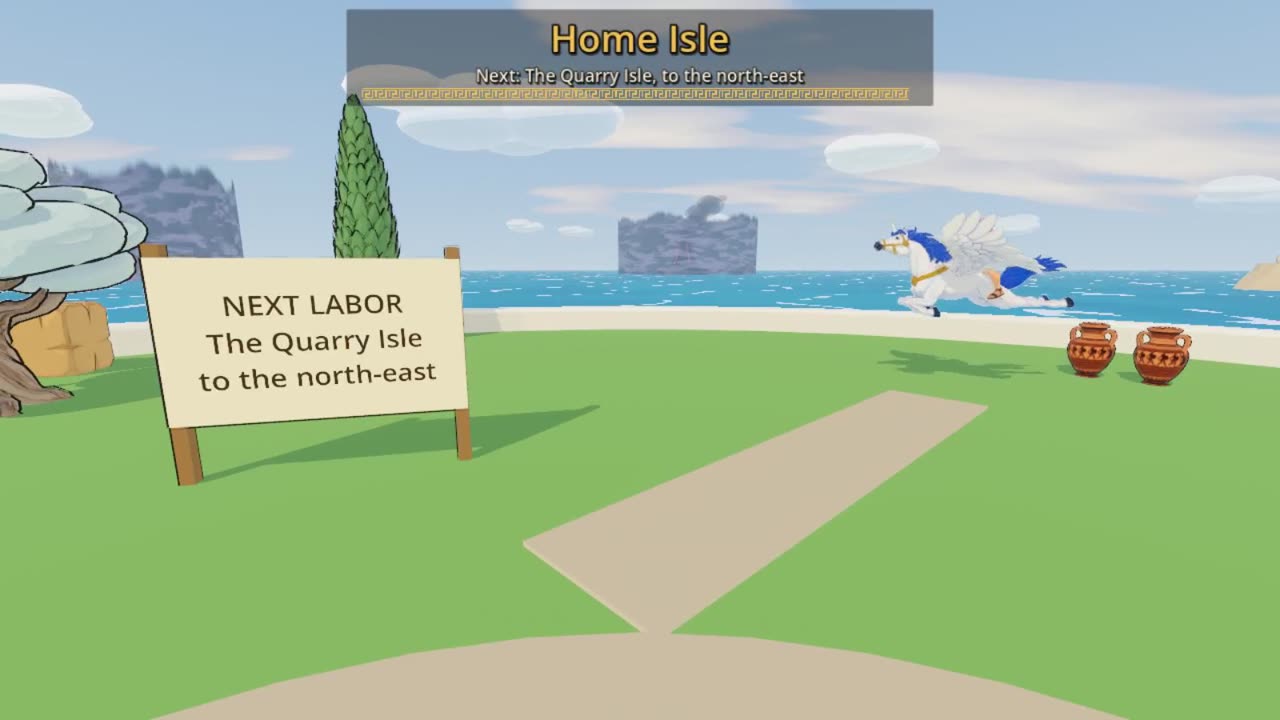 Home Isle
Next: The Quarry Isle, to the north-east
NEXT LABOR
The Quarry Isle
to the north-east